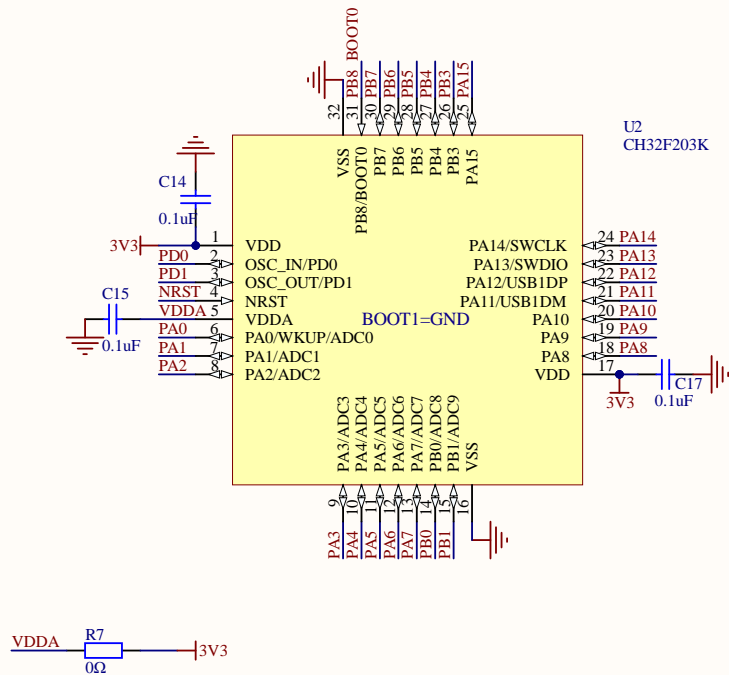 BOOT0
PB8
PB7
PB6
PB5
PB4
PB3
PA15
32
31
30
29
28
27
26
25
U2
CH32F203K
VSS
PB8/BOOT0
PB7
PB6
PB5
PB4
PB3
PA15
C14
0.1uF
3V3
1
VDD
PA14/SWCLK
24
PA14
PD0
2
OSC_IN/PD0
PA13/SWDIO
23
PA13
PD1
3
OSC_OUT/PD1
PA12/USB1DP
22
PA12
NRST
4
NRST
PA11/USB1DM
21
PA11
C15
0.1uF
VDDA
5
VDDA
BOOT1=GND
PA10
20
PA10
PA0
6
PA0/WKUP/ADC0
PA9
19
PA9
PA1
7
PA1/ADC1
PA8
18
PA8
PA2
8
PA2/ADC2
VDD
17
3V3
C17
0.1uF
PA3/ADC3
PA4/ADC4
PA5/ADC5
PA6/ADC6
PA7/ADC7
PB0/ADC8
PB1/ADC9
VSS
9
10
11
12
13
14
15
16
PA3
PA4
PA5
PA6
PA7
PB0
PB1
VDDA
R7
0Ω
3V3